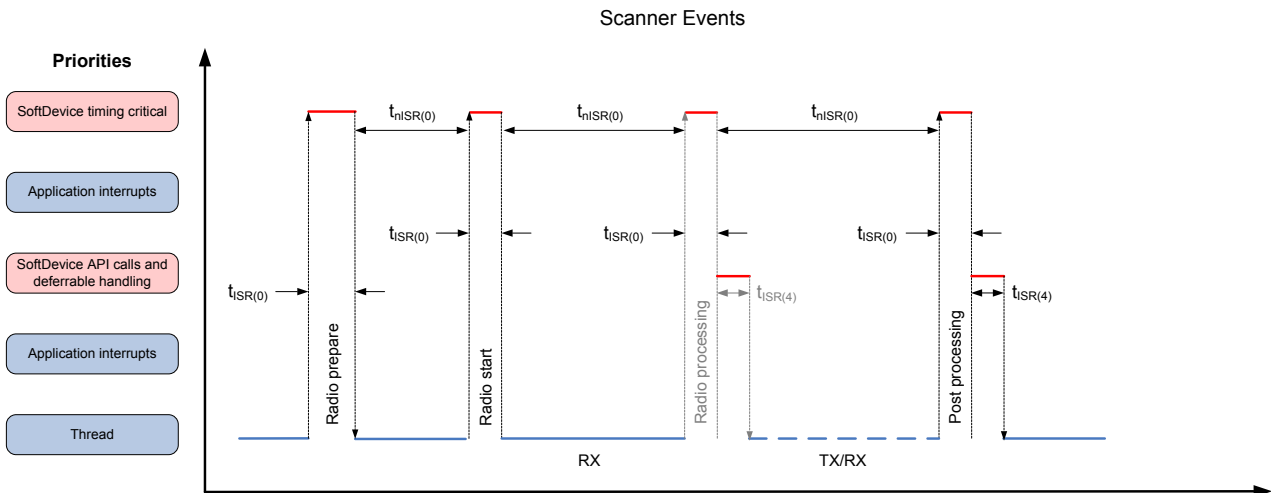 Scanner Events
Priorities
SoftDevice timing critical
Application interrupts
SoftDevice API calls and
deferrable handling
Application interrupts
Thread
tnISR(0)
tnISR(0)
tnISR(0)
tISR(0)
tISR(0)
tISR(0)
tISR(0)
tISR(4)
tISR(4)
Radio prepare
Radio start
Radio processing
Post processing
RX
TX/RX